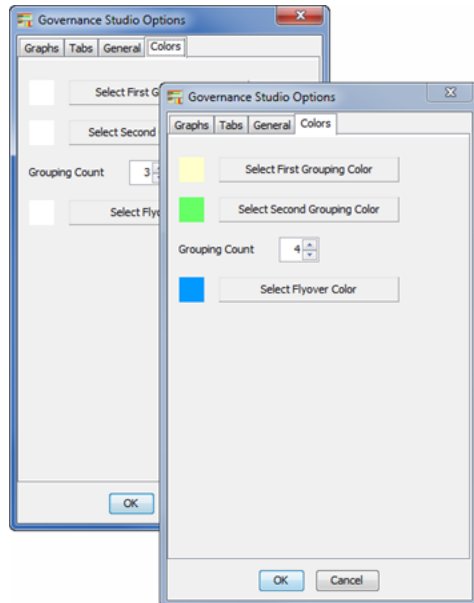 Governance Studio Options
Graphs Tabs General Colors
Select First G
Select Second
Grouping Count 3
Select Flyo
OK
Governance Studio Options
Graphs Tabs General Colors
Select First Grouping Color
Select Second Grouping Color
Grouping Count 4
Select Flyover Color
OK Cancel